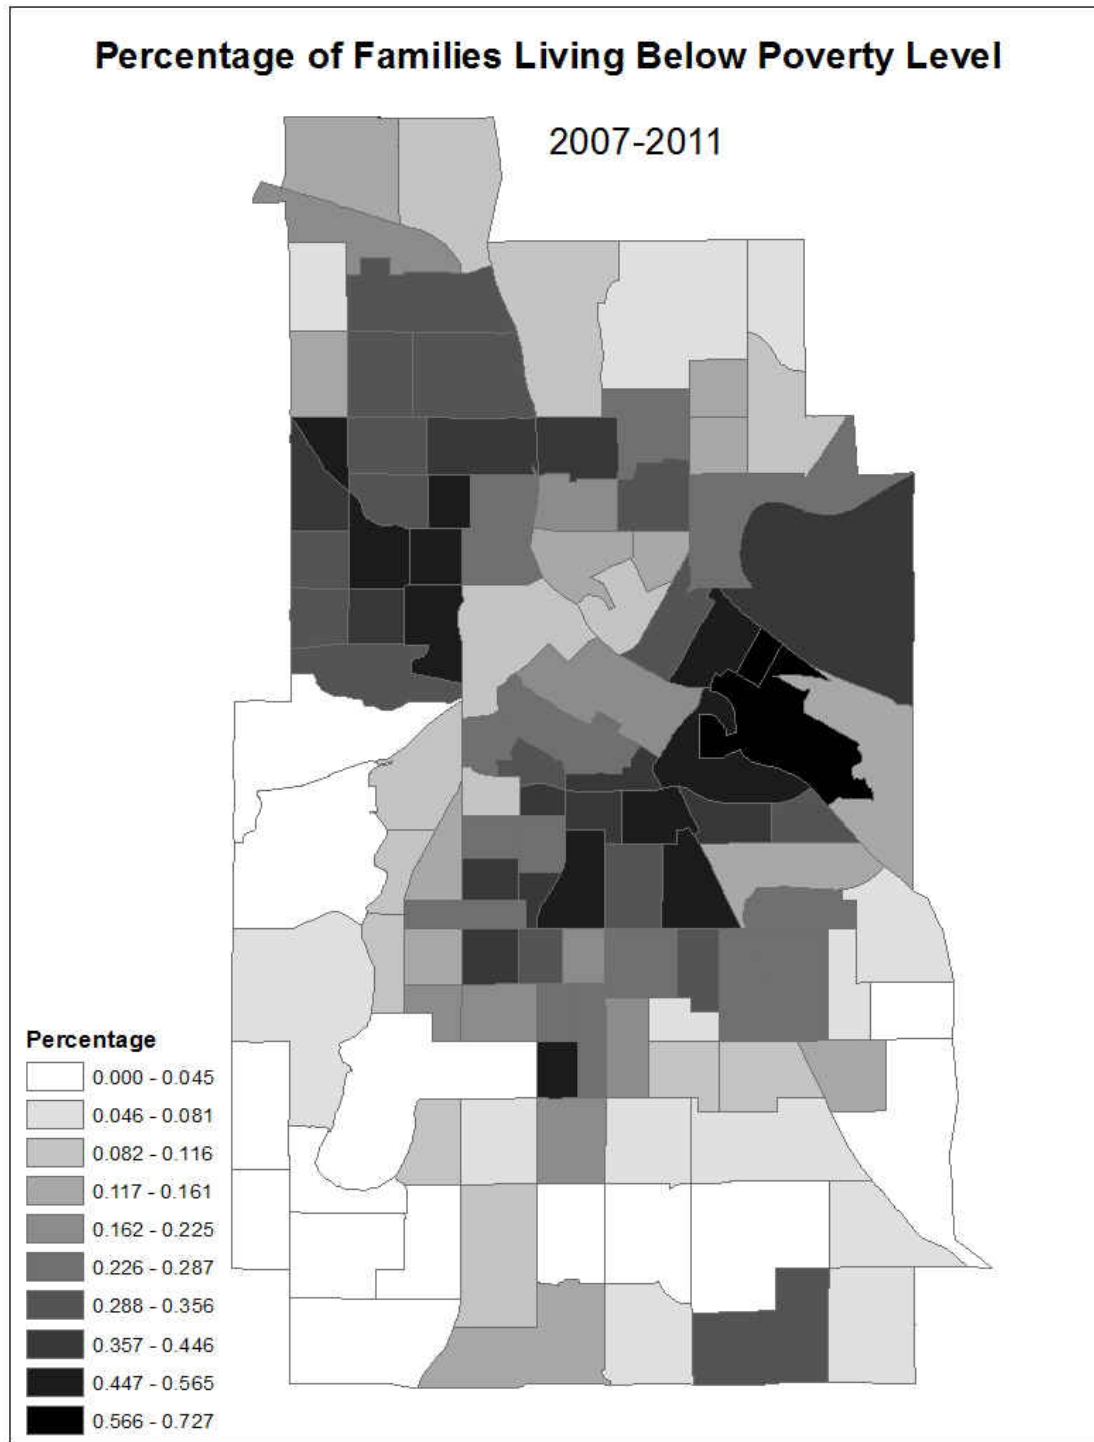 Percentage of Families Living Below Poverty Level
2007-2011
Percentage
0.000 - 0.045
0.046 - 0.081
0.082 - 0.116
0.117 - 0.161
0.162 - 0.225
0.226 - 0.287
0.288 - 0.356
0.357 - 0.446
0.447 - 0.565
0.566 - 0.727